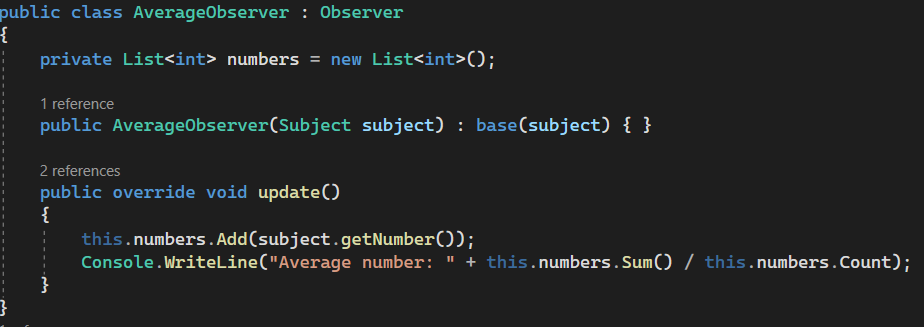 public class AverageObserver : Observer
{
private List<int> numbers = new List<int>();
1 reference
public AverageObserver(Subject subject) : base(subject) { }
2 references
public override void update()
{
this.numbers.Add(subject.getNumber());
Console.WriteLine("Average number: " + this.numbers.Sum() / this.numbers.Count);
}
}